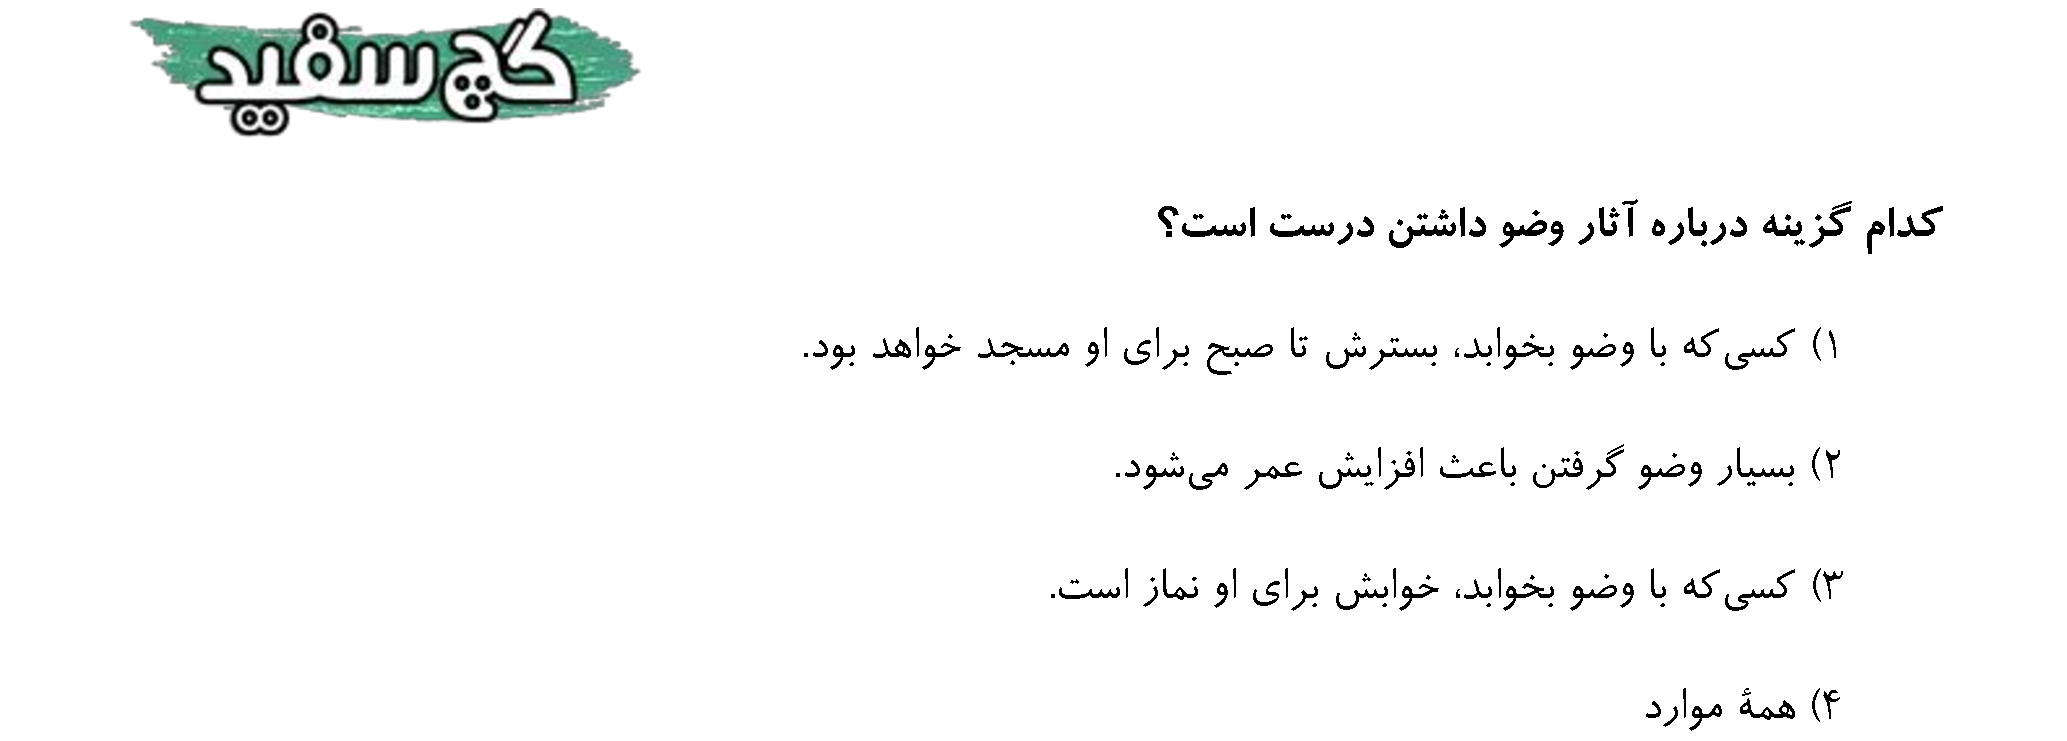 گچ سفید
کدام گزینه درباره آثار وضو داشتن درست است؟
۱) کسی‌که با وضو بخوابد، بسترش تا صبح برای او مسجد خواهد بود.
۲) بسیار وضو گرفتن باعث افزایش عمر می‌شود.
۳) کسی‌که با وضو بخوابد، خوابش برای او نماز است.
۴) همهٔ موارد